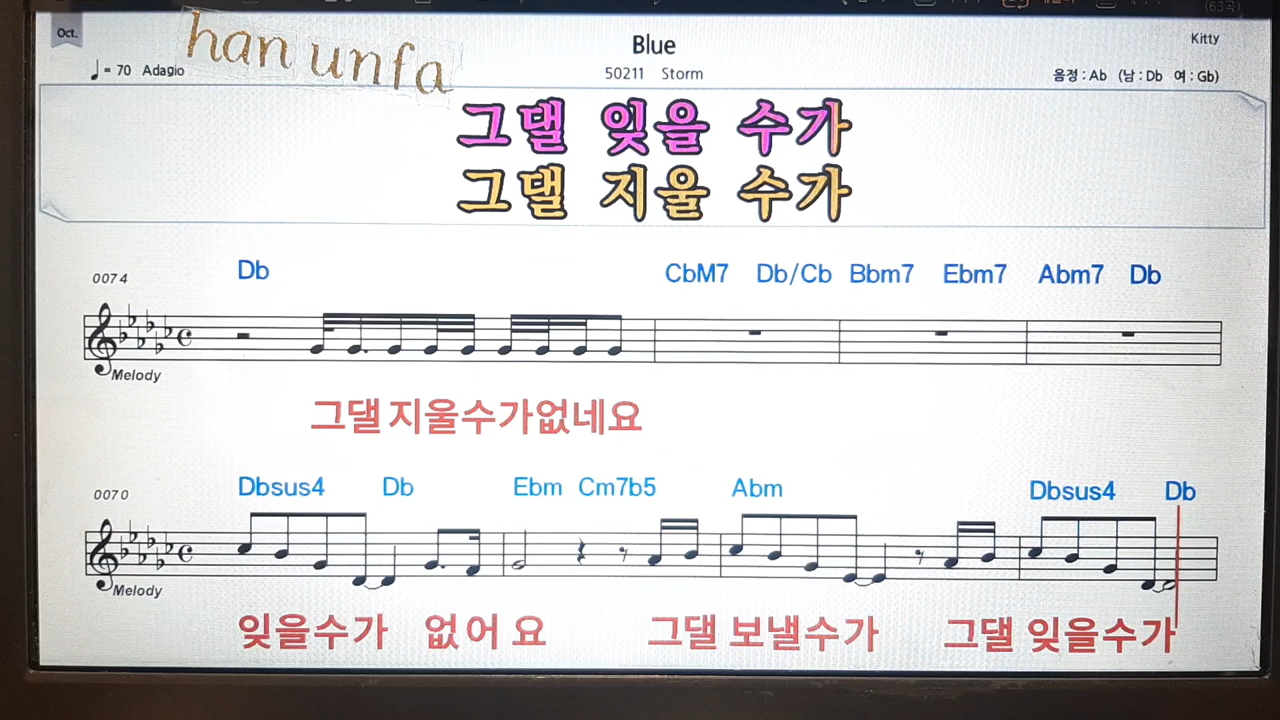 (63곡)
Oct.
han unfa
Blue
Kitty
♩= 70 Adagio
50211 Storm
음정 : Ab (남 : Db 여 : Gb)
그댈 잊을 수가
그댈 지울 수가
0074
Db CbM7 Db/Cb Bbm7 Ebm7 Abm7 Db
Melody
그댈 지울수가없네요
0070
Dbsus4 Db Ebm Cm7b5 Abm Dbsus4 Db
Melody
잊을수가 없어요 그댈 보낼수가 그댈 잊을수가